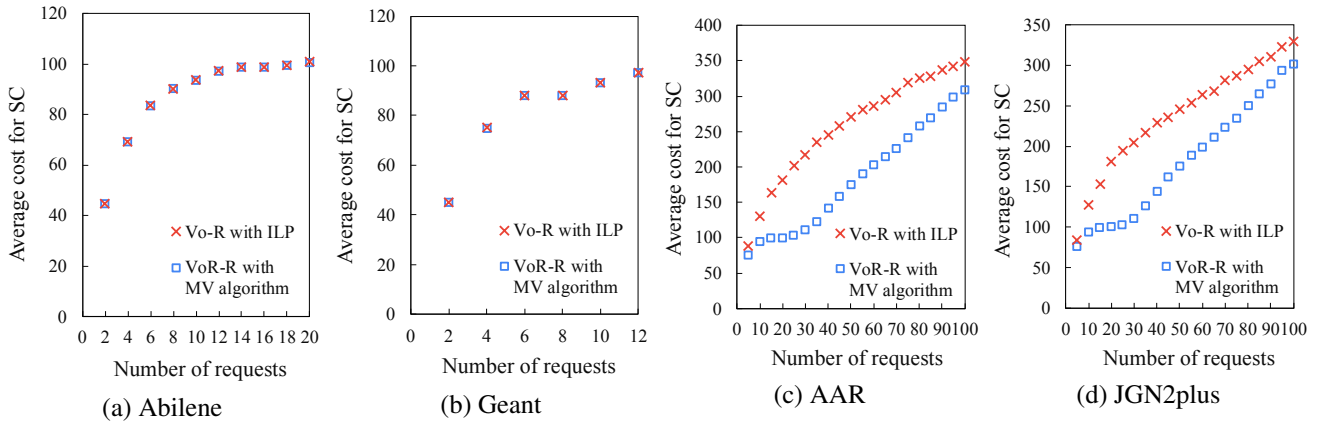 120
100
80
60
40
20
0
Average cost for SC
Vo-R with ILP
VoR-R with
MV algorithm
0 2 4 6 8 10 12 14 16 18 20
Number of requests
(a) Abilene
120
100
80
60
40
20
0
Average cost for SC
Vo-R with ILP
VoR-R with
MV algorithm
0 2 4 6 8 10 12
Number of requests
(b) Geant
400
350
300
250
200
150
100
50
0
Average cost for SC
Vo-R with ILP
VoR-R with
MV algorithm
0 10 20 30 40 50 60 70 80 90 100
Number of requests
(c) AAR
350
300
250
200
150
100
50
0
Average cost for SC
Vo-R with ILP
VoR-R with
MV algorithm
0 10 20 30 40 50 60 70 80 90 100
Number of requests
(d) JGN2plus